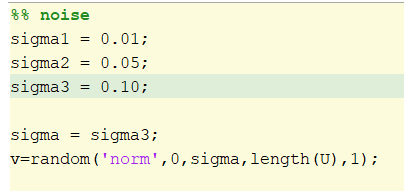 %% noise
sigma1 = 0.01;
sigma2 = 0.05;
sigma3 = 0.10;
sigma = sigma3;
v=random('norm',0,sigma,length(U),1);